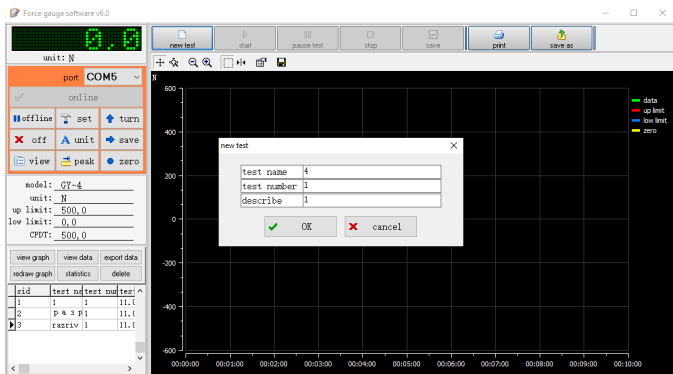 Force gauge software v6.0
0.0
unit: N
new test
start
pause test
stop
save
print
save as
port COM5
online
offline set turn
off unit save
view peak zero
model: GY-4
unit: N
up limit: 500,0
low limit: 0,0
CPDT: 500,0
view graph view data export data
redraw graph statistics delete
sid test na test nu tes
1 1 1 11.0
2 р а з р 1 11.0
3 razriv 1 11.0
N
600
400
200
0
-200
-400
-600
00:00:00 00:01:00 00:02:00 00:03:00 00:04:00 00:05:00 00:06:00 00:07:00 00:08:00 00:09:00 00:10:00
data
up limit
low limit
zero
new test
test name 4
test number 1
describe 1
OK cancel